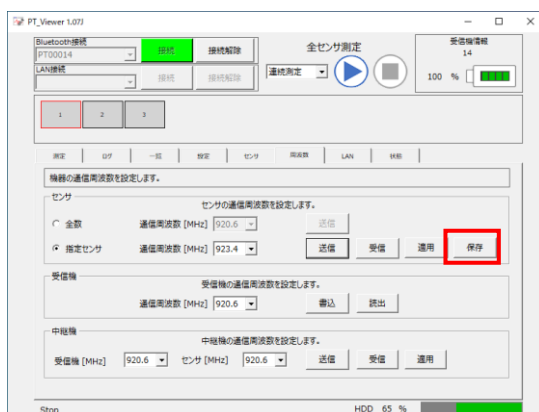 PT_Viewer 1.07J
Bluetooth接続
PT00014 接続 接続解除
LAN接続
接続 接続解除
全センサ測定
連続測定
受信機情報
14
100 %
1 2 3
測定 ログ 一覧 設定 センサ 周波数 LAN 状態
機器の通信周波数を設定します。
センサ
センサの通信周波数を設定します。
全数 通信周波数 [MHz] 920.6 送信
指定センサ 通信周波数 [MHz] 923.4 送信 受信 適用 保存
受信機
受信機の通信周波数を設定します。
通信周波数 [MHz] 920.6 書込 読出
中継機
中継機の通信周波数を設定します。
受信機 [MHz] 920.6 センサ [MHz] 920.6 送信 受信 適用
Stop HDD 65 %